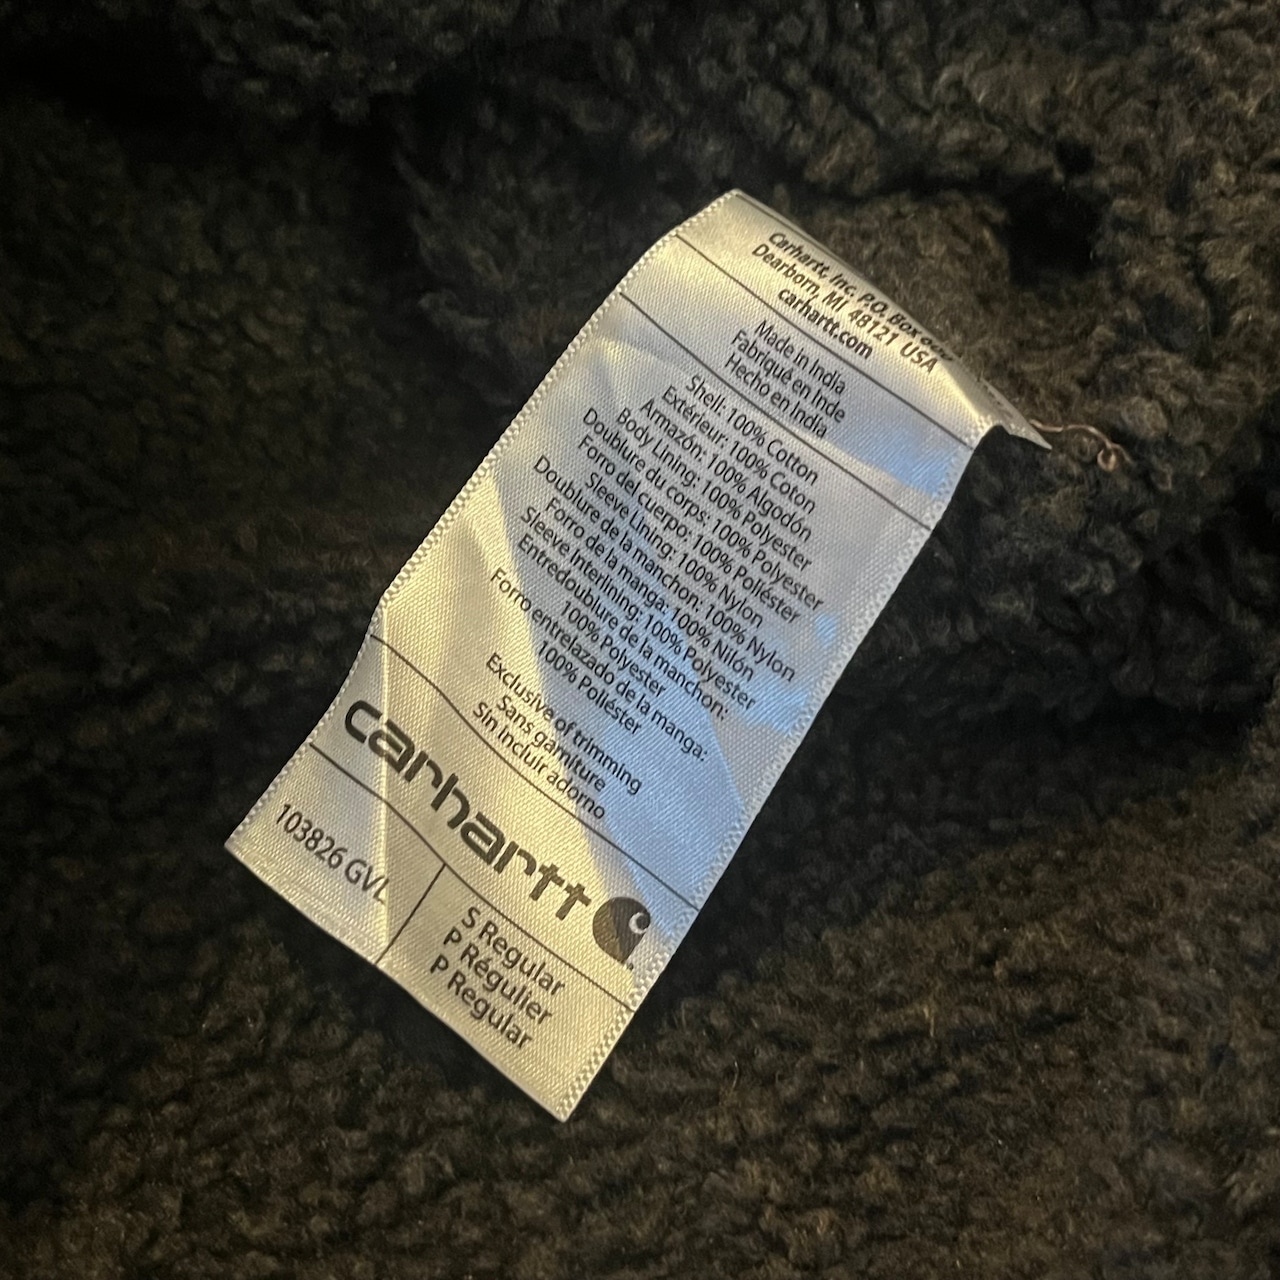 Carhartt, Inc. P.O. Box
Dearborn, MI 48121 USA
carhartt.com
Made in India
Fabriqué en Inde
Hecho en India
Shell: 100% Cotton
Extérieur: 100% Coton
Armazón: 100% Algodón
Body Lining: 100% Polyester
Doublure du corps: 100% Polyester
Forro del cuerpo: 100% Poliéster
Sleeve Lining: 100% Nylon
Doublure de la manchon: 100% Nylon
Forro de la manga: 100% Nilón
Sleeve Interlining: 100% Polyester
Entredoublure de la manchon:
100% Polyester
Forro entrelazado de la manga:
100% Poliéster
Exclusive of trimming
Sans garniture
Sin incluir adorno
carhartt
103826 GVL
S Regular
P Régulier
P Regular